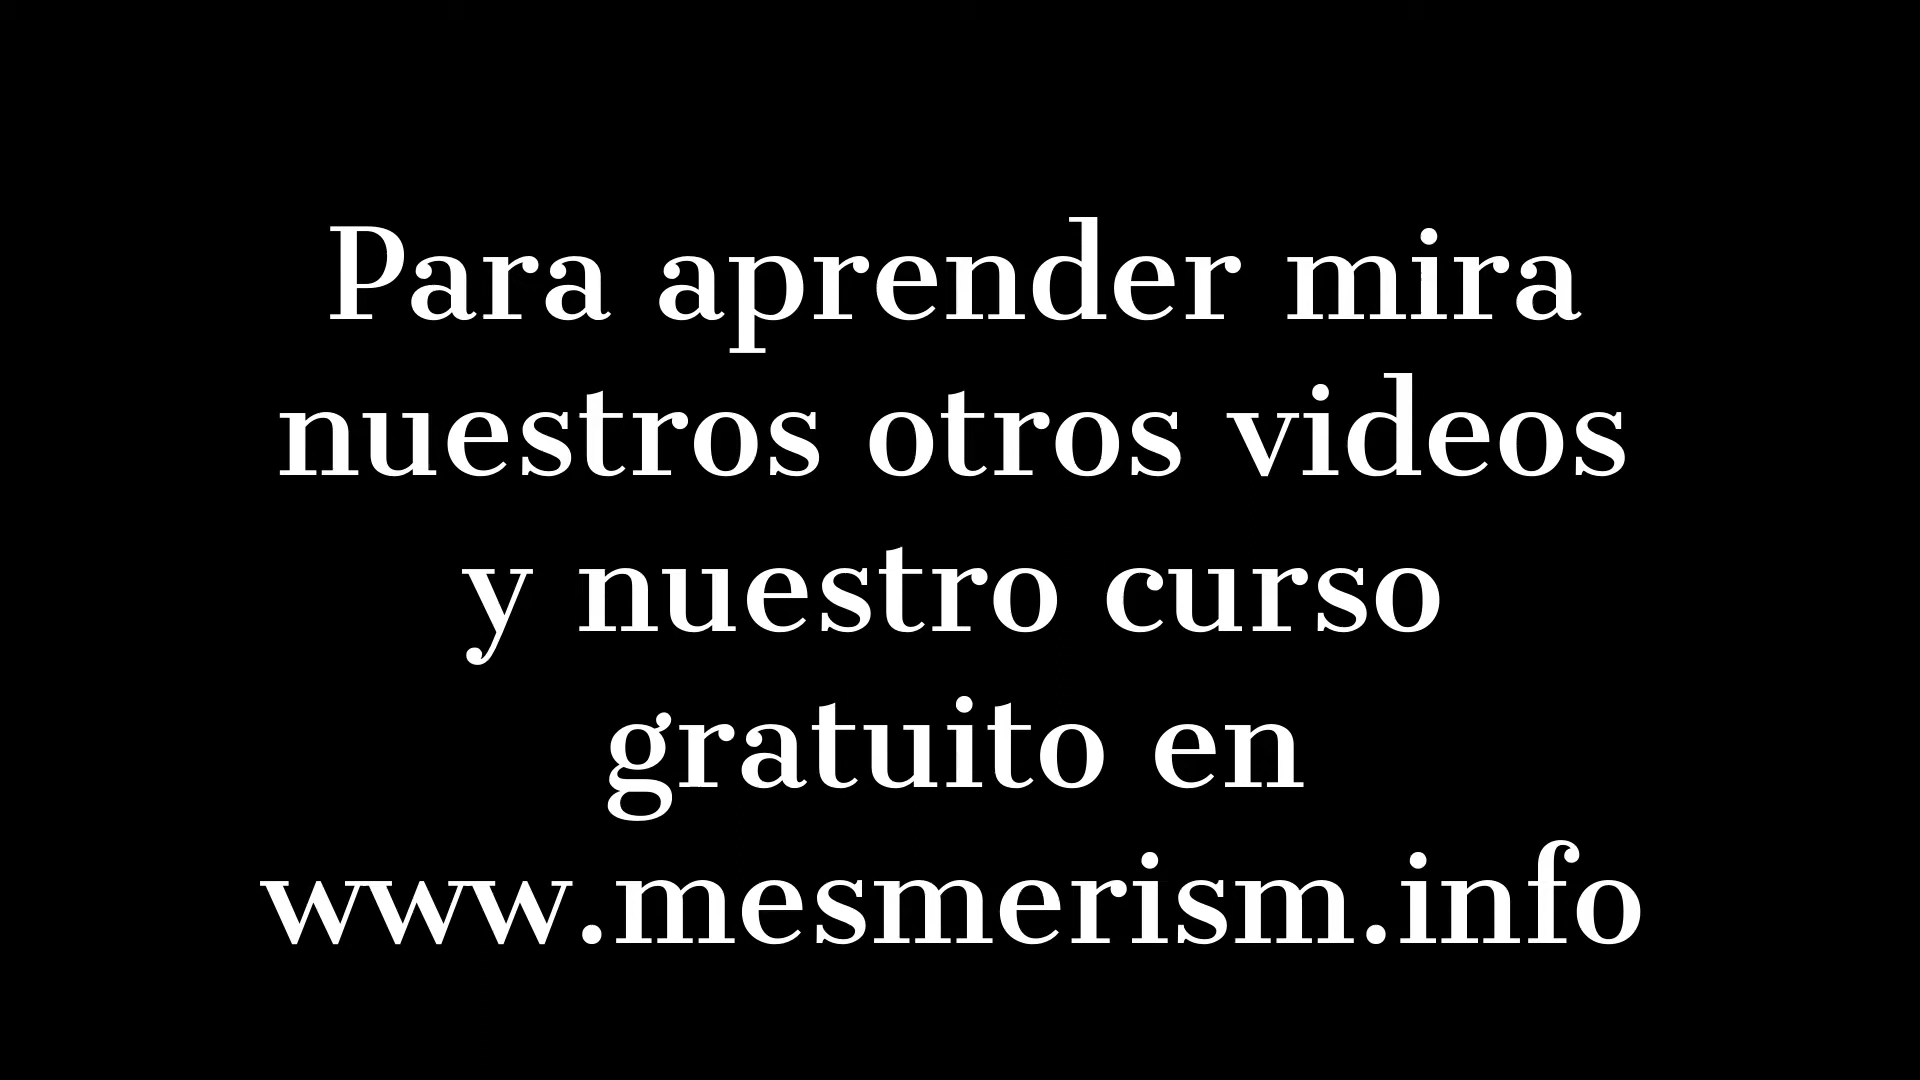 Para aprender mira
nuestros otros videos
y nuestro curso
gratuito en
www.mesmerism.info